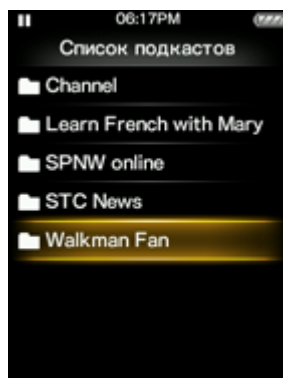 06:17PM
Список подкастов
Channel
Learn French with Mary
SPNW online
STC News
Walkman Fan